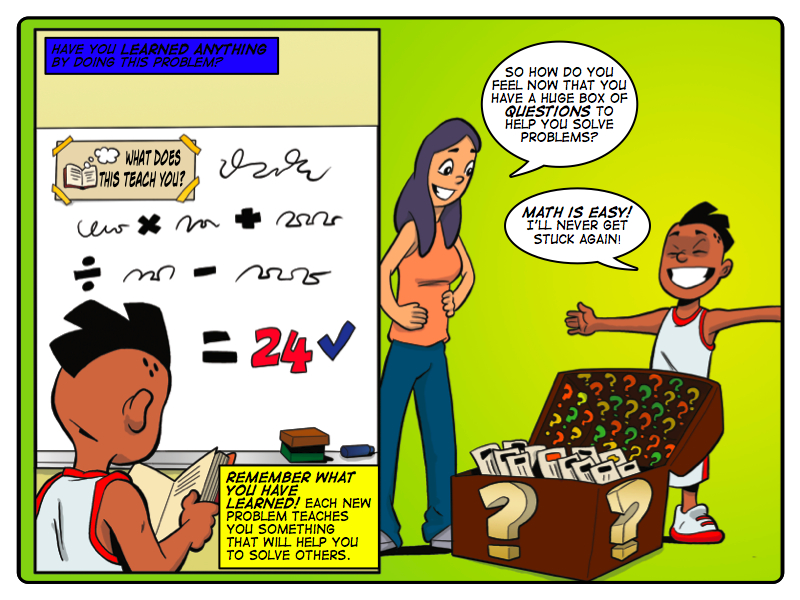 HAVE YOU LEARNED ANYTHING
BY DOING THIS PROBLEM?
WHAT DOES
THIS TEACH YOU?
× +
÷ -
= 24 ✓
REMEMBER WHAT
YOU HAVE
LEARNED! EACH NEW
PROBLEM TEACHES
YOU SOMETHING
THAT WILL HELP YOU
TO SOLVE OTHERS.
SO HOW DO YOU
FEEL NOW THAT YOU
HAVE A HUGE BOX OF
QUESTIONS TO
HELP YOU SOLVE
PROBLEMS?
MATH IS EASY!
I'LL NEVER GET
STUCK AGAIN!
? ?